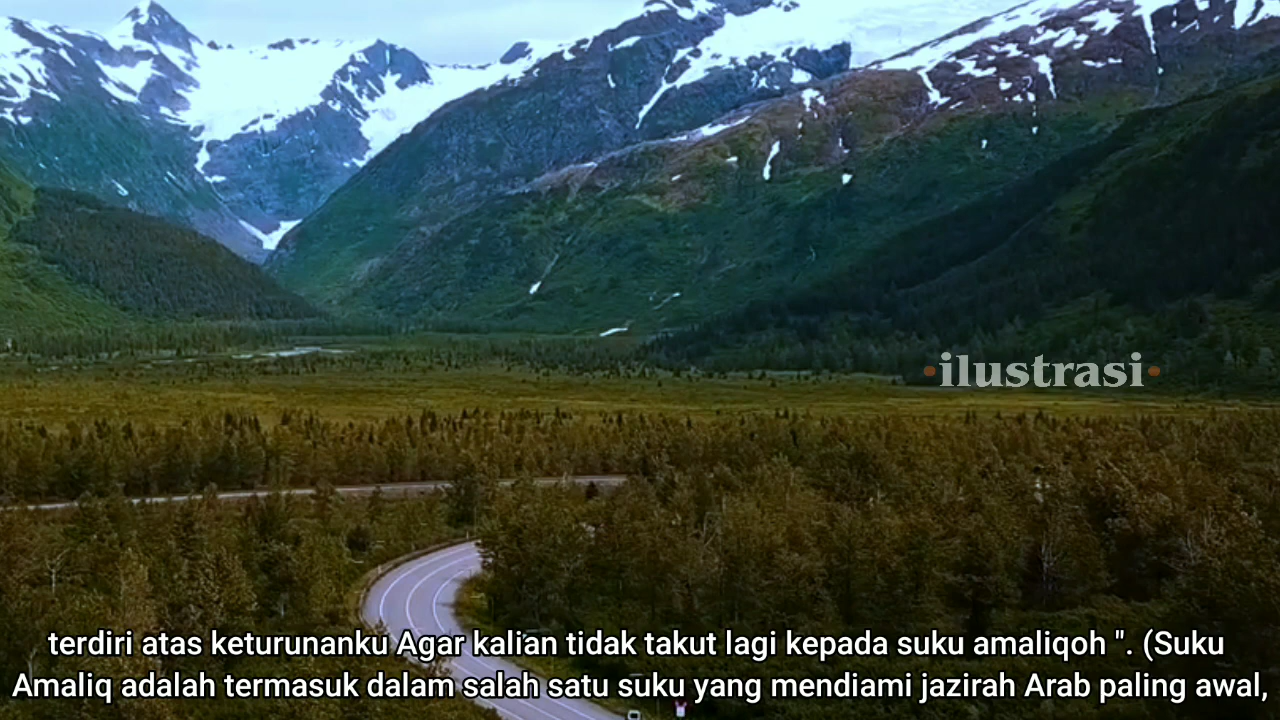 •ilustrasi•
terdiri atas keturunanku Agar kalian tidak takut lagi kepada suku amaliqoh ". (Suku
Amaliq adalah termasuk dalam salah satu suku yang mendiami jazirah Arab paling awal,